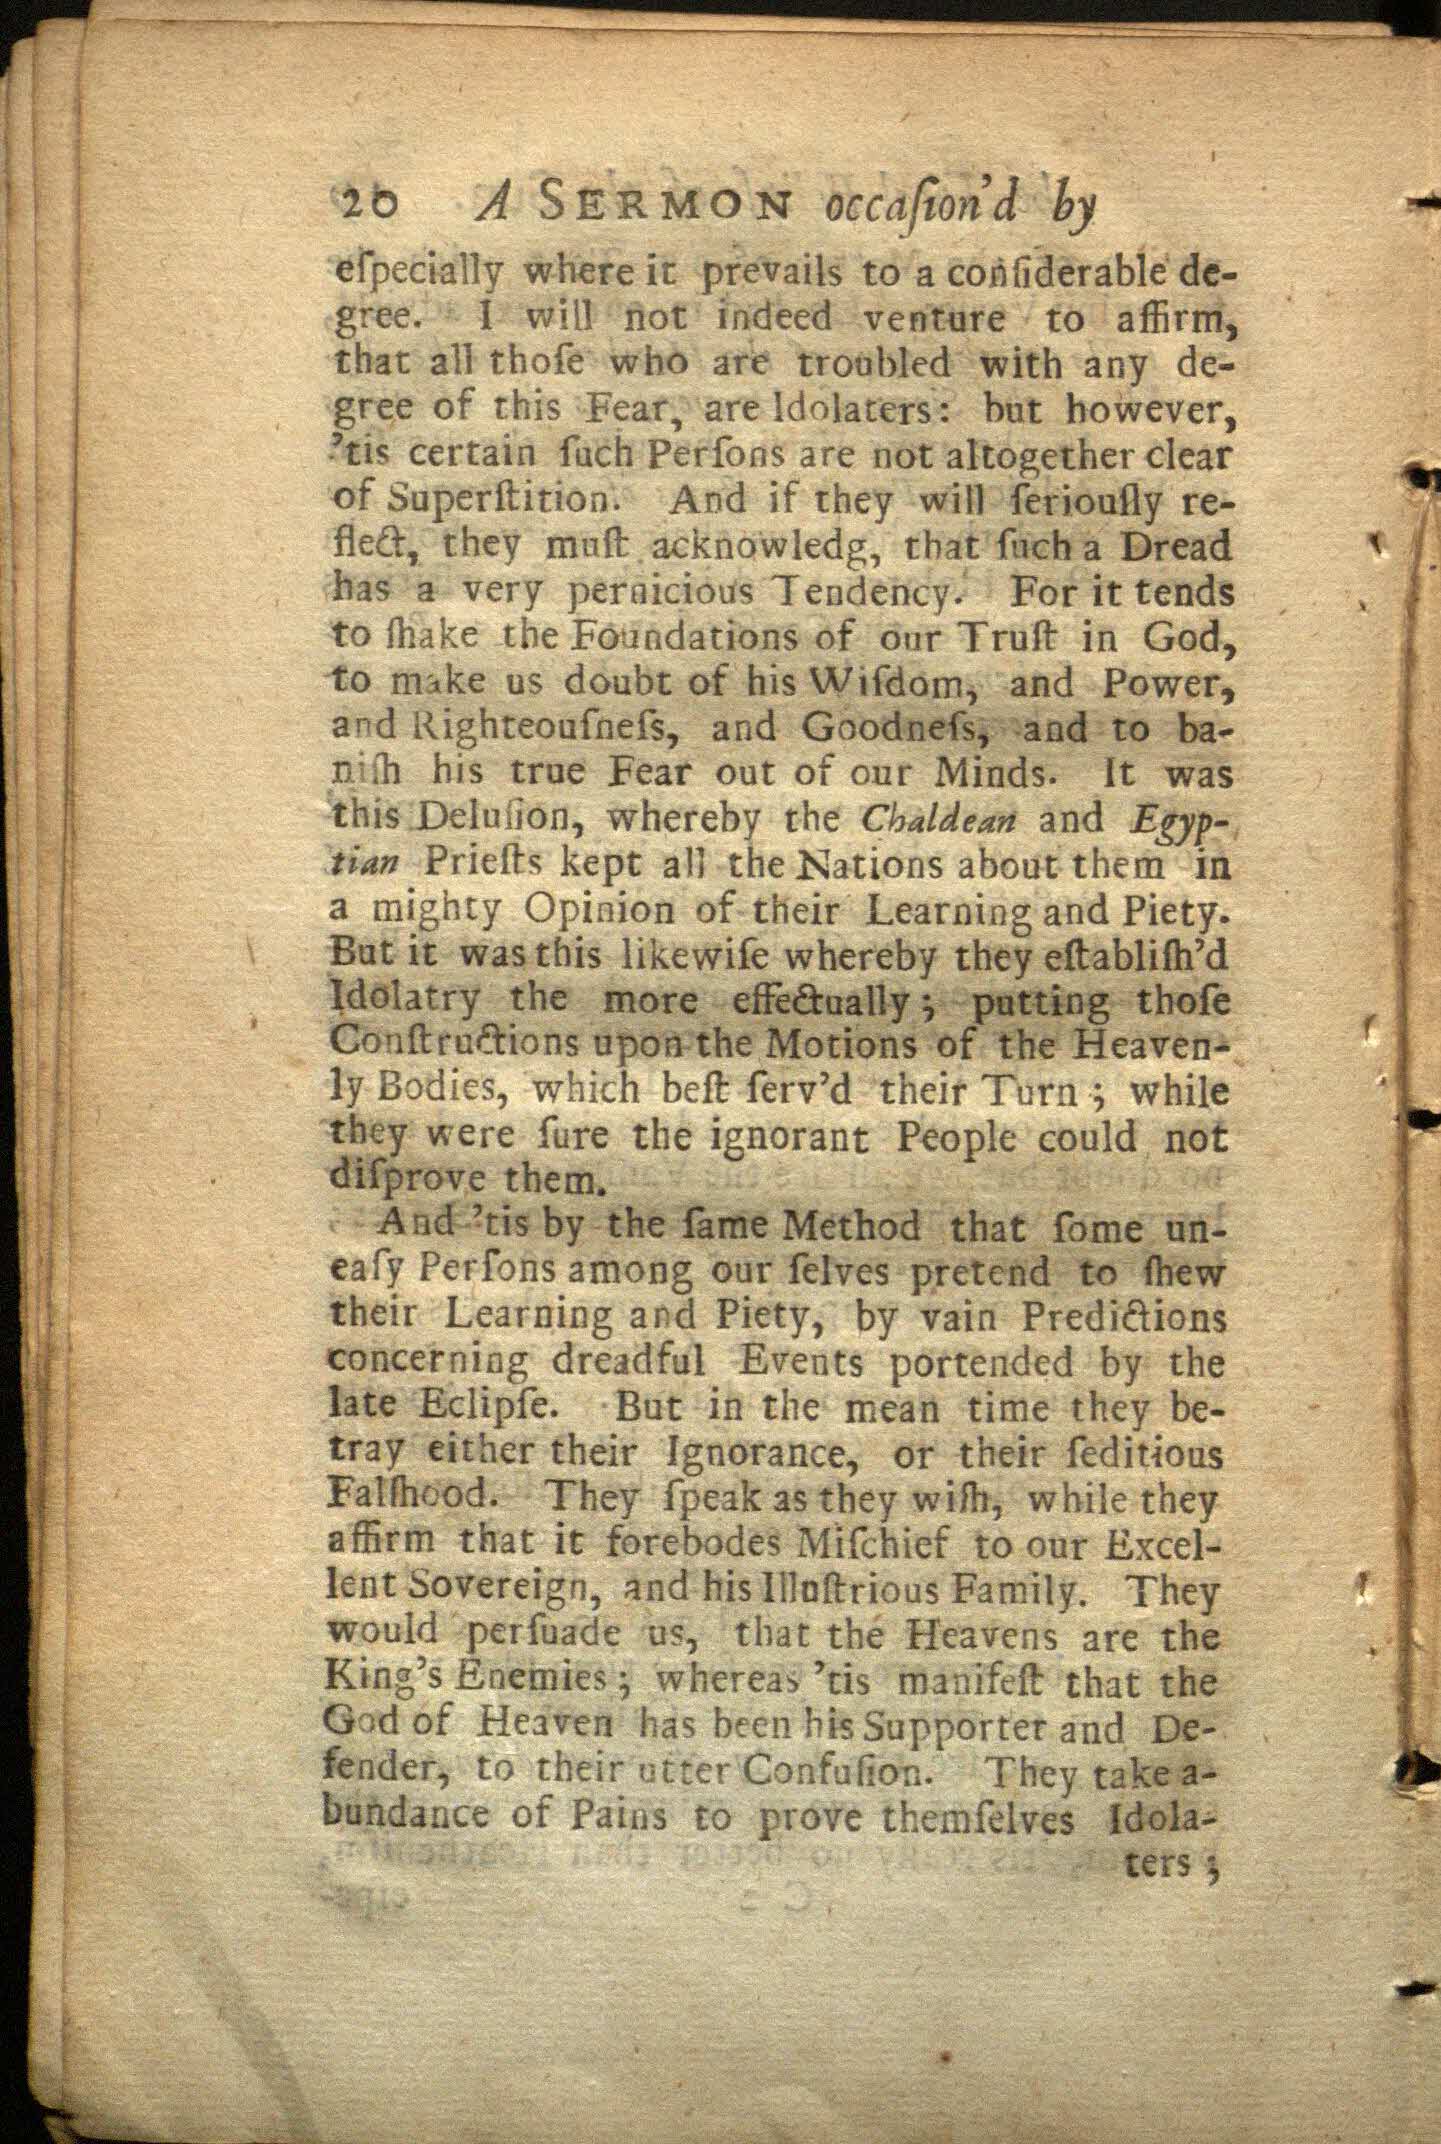 20 A SERMON occaſion'd by
eſpecially where it prevails to a conſiderable de-
gree. I will not indeed venture to affirm,
that all thoſe who are troubled with any de-
gree of this Fear, are Idolaters: but however,
'tis certain ſuch Perſons are not altogether clear
of Superſtition. And if they will ſeriouſly re-
flect, they muſt acknowledg, that ſuch a Dread
has a very pernicious Tendency. For it tends
to ſhake the Foundations of our Truſt in God,
to make us doubt of his Wiſdom, and Power,
and Righteouſneſs, and Goodneſs, and to ba-
niſh his true Fear out of our Minds. It was
this Deluſion, whereby the Chaldean and Egyp-
tian Prieſts kept all the Nations about them in
a mighty Opinion of their Learning and Piety.
But it was this likewiſe whereby they eſtabliſh'd
Idolatry the more effectually; putting thoſe
Conſtructions upon the Motions of the Heaven-
ly Bodies, which beſt ſerv'd their Turn; while
they were ſure the ignorant People could not
diſprove them.
And 'tis by the ſame Method that ſome un-
eaſy Perſons among our ſelves pretend to ſhew
their Learning and Piety, by vain Predictions
concerning dreadful Events portended by the
late Eclipſe. But in the mean time they be-
tray either their Ignorance, or their ſeditious
Falſhood. They ſpeak as they wiſh, while they
affirm that it forebodes Miſchief to our Excel-
lent Sovereign, and his Illuſtrious Family. They
would perſuade us, that the Heavens are the
King's Enemies; whereas 'tis manifeſt that the
God of Heaven has been his Supporter and De-
fender, to their utter Confuſion. They take a-
bundance of Pains to prove themſelves Idola-
ters;